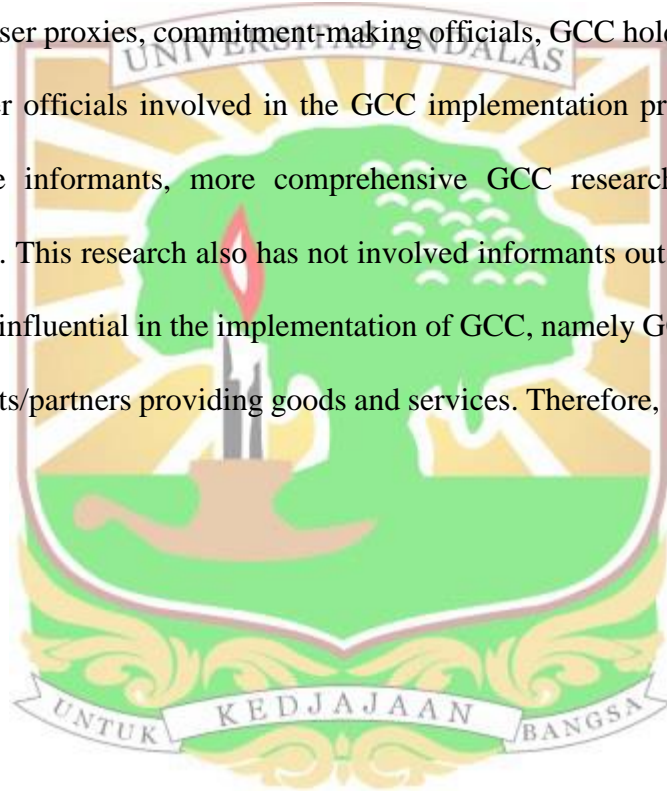 ser proxies, commitment-making officials, GCC hold
UNIVERSITAS ANDALAS
er officials involved in the GCC implementation pr
e informants, more comprehensive GCC research
. This research also has not involved informants out
influential in the implementation of GCC, namely G
ts/partners providing goods and services. Therefore,
UNTUK KEDJAJAAN BANGSA